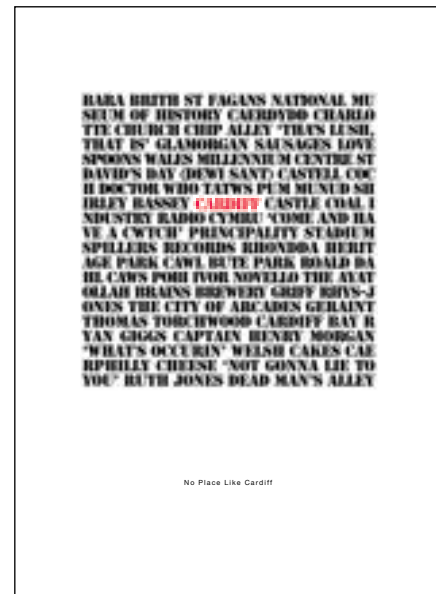 BARA BRITH ST FAGANS NATIONAL MU
SEUM OF HISTORY CAERDYDD CHARLO
TTE CHURCH CHIP ALLEY 'THA'S LUSH,
THAT IS' GLAMORGAN SAUSAGES LOVE
SPOONS WALES MILLENNIUM CENTRE ST
DAVID'S DAY (DEWI SANT) CASTELL COC
H DOCTOR WHO TATWS PUM MUNUD SH
IRLEY BASSEY CARDIFF CASTLE COAL I
NDUSTRY RADIO CYMRU 'COME AND HA
VE A CWTCH' PRINCIPALITY STADIUM
SPILLERS RECORDS RHONDDA HERIT
AGE PARK CAWL BUTE PARK ROALD DA
HL CAWS POBI IVOR NOVELLO THE AYAT
OLLAH BRAINS BREWERY GRIFF RHYS-J
ONES THE CITY OF ARCADES GERAINT
THOMAS TORCHWOOD CARDIFF BAY R
YAN GIGGS CAPTAIN HENRY MORGAN
'WHAT'S OCCURIN' WELSH CAKES CAE
RPHILLY CHEESE 'NOT GONNA LIE TO
YOU' RUTH JONES DEAD MAN'S ALLEY
No Place Like Cardiff